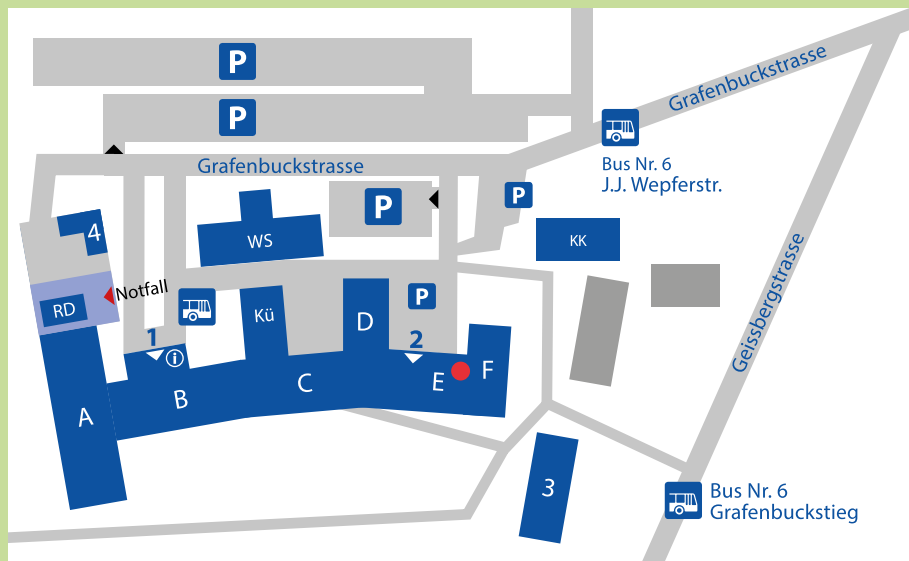 P
P
Grafenbuckstrasse
Bus Nr. 6
J.J. Wepferstr.
Grafenbuckstrasse
P
P
4
WS
KK
Notfall
RD
P
Kü
D
Geissbergstrasse
1
i
2
A
B
C
E
F
3
Bus Nr. 6
Grafenbuckstieg